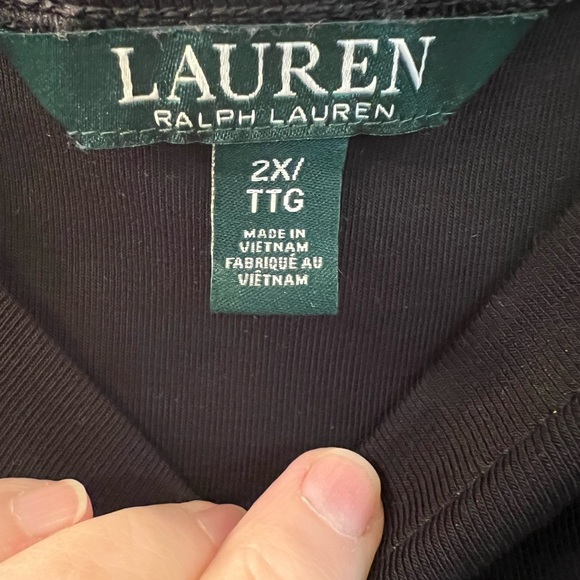 LAUREN
RALPH LAUREN
2X/
TTG
MADE IN
VIETNAM
FABRIQUÉ AU
VIÊTNAM